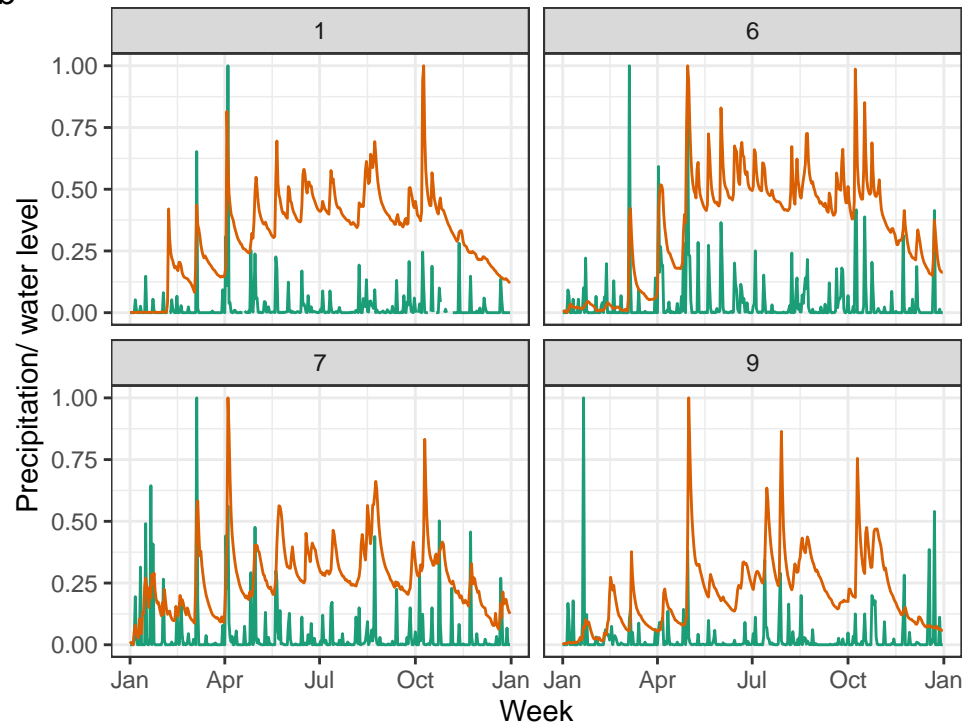 b
1
6
1.00
0.75
0.50
0.25
0.00
7
9
1.00
0.75
0.50
0.25
0.00
Jan Apr Jul Oct Jan
Jan Apr Jul Oct Jan
Precipitation/ water level
Week